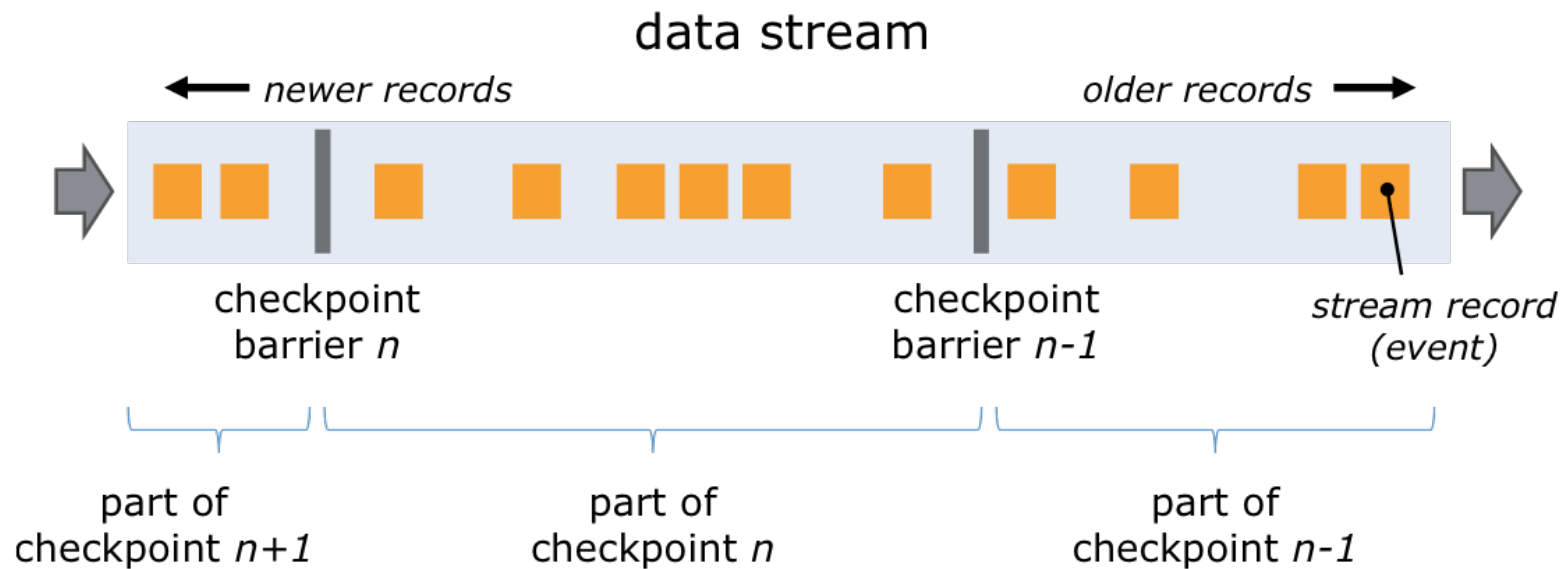 data stream
newer records
older records
checkpoint
barrier n
checkpoint
barrier n-1
stream record
(event)
part of
checkpoint n+1
part of
checkpoint n
part of
checkpoint n-1